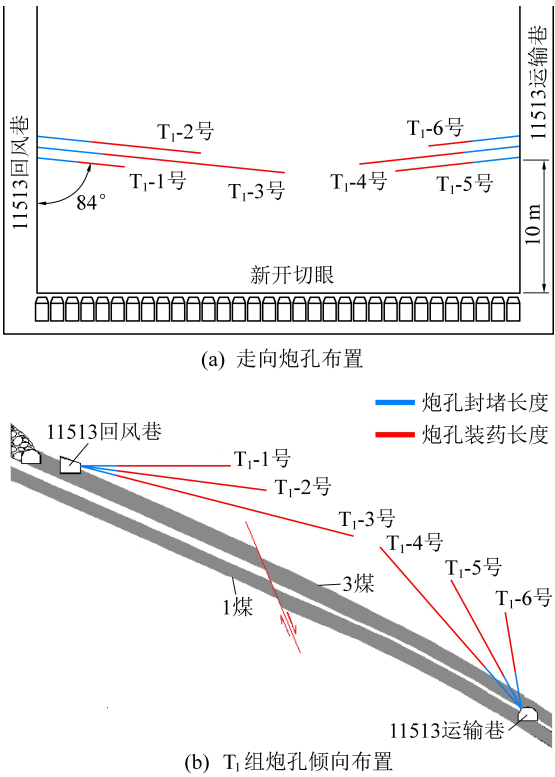 11513回风巷
11513运输巷
T₁-2号
T₁-6号
T₁-1号
T₁-3号
T₁-4号
T₁-5号
84°
10 m
新开切眼
(a) 走向炮孔布置
炮孔封堵长度
炮孔装药长度
11513回风巷
T₁-1号
T₁-2号
T₁-3号
T₁-4号
T₁-5号
T₁-6号
3煤
1煤
11513运输巷
(b) T₁组炮孔倾向布置